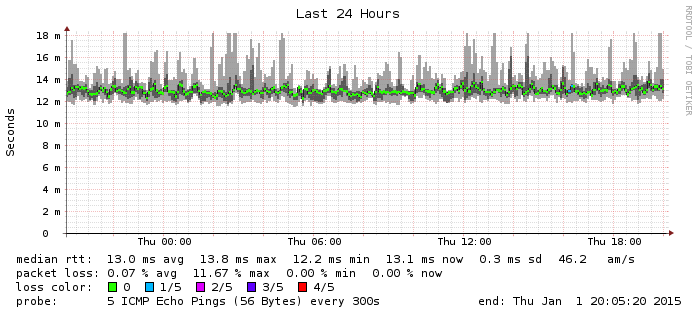 Last 24 Hours
RRDTOOL / TOBI OETIKER
Seconds
18 m
16 m
14 m
12 m
10 m
8 m
6 m
4 m
2 m
0
Thu 00:00 Thu 06:00 Thu 12:00 Thu 18:00
median rtt: 13.0 ms avg 13.8 ms max 12.2 ms min 13.1 ms now 0.3 ms sd 46.2 am/s
packet loss: 0.07 % avg 11.67 % max 0.00 % min 0.00 % now
loss color: 0 1/5 2/5 3/5 4/5
probe: 5 ICMP Echo Pings (56 Bytes) every 300s end: Thu Jan 1 20:05:20 2015